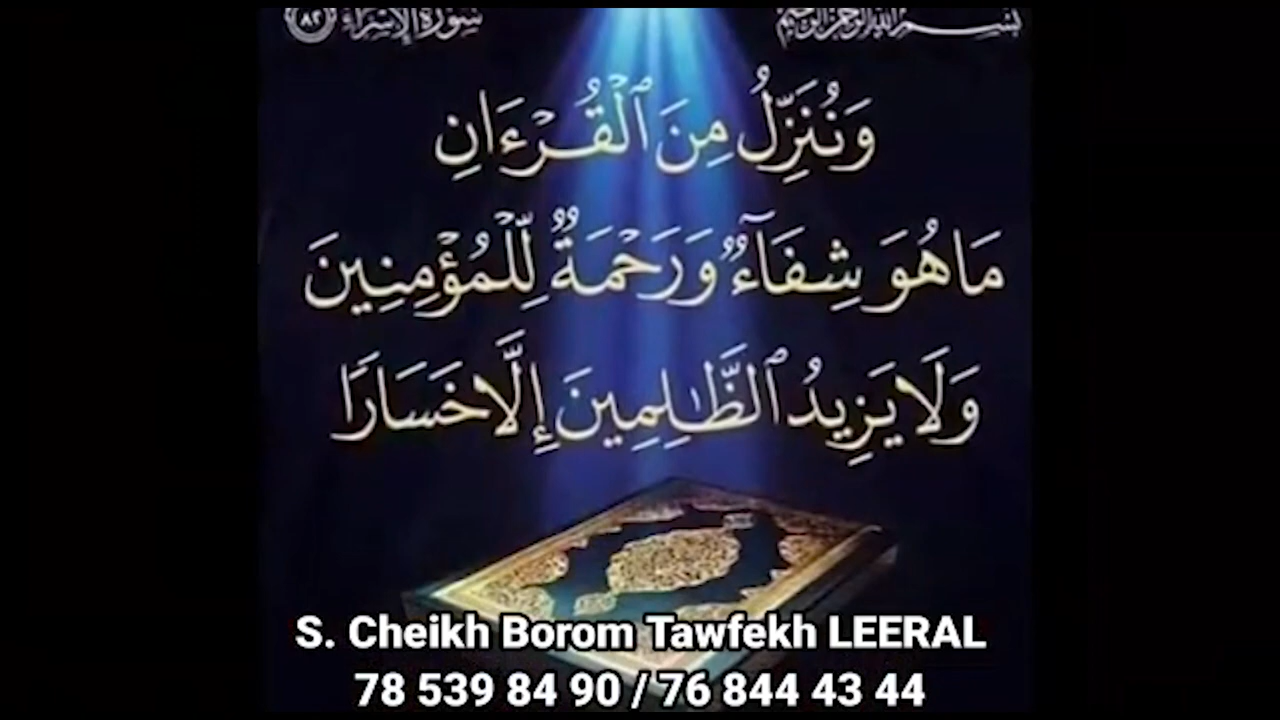 بسم الله الرحمن الرحيم
سورة الإسراء ٨٢
وَنُنَزِّلُ مِنَ ٱلْقُرْءَانِ
مَا هُوَ شِفَآءٌ وَرَحْمَةٌ لِّلْمُؤْمِنِينَ
وَلَا يَزِيدُ ٱلظَّٰلِمِينَ إِلَّا خَسَارًا
S. Cheikh Borom Tawfekh LEERAL
78 539 84 90 / 76 844 43 44